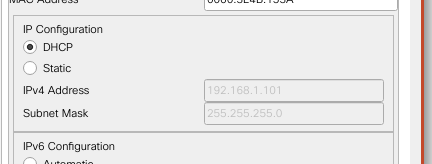 MAC Address
IP Configuration
DHCP
Static
IPv4 Address 192.168.1.101
Subnet Mask 255.255.255.0
IPv6 Configuration
Automatic